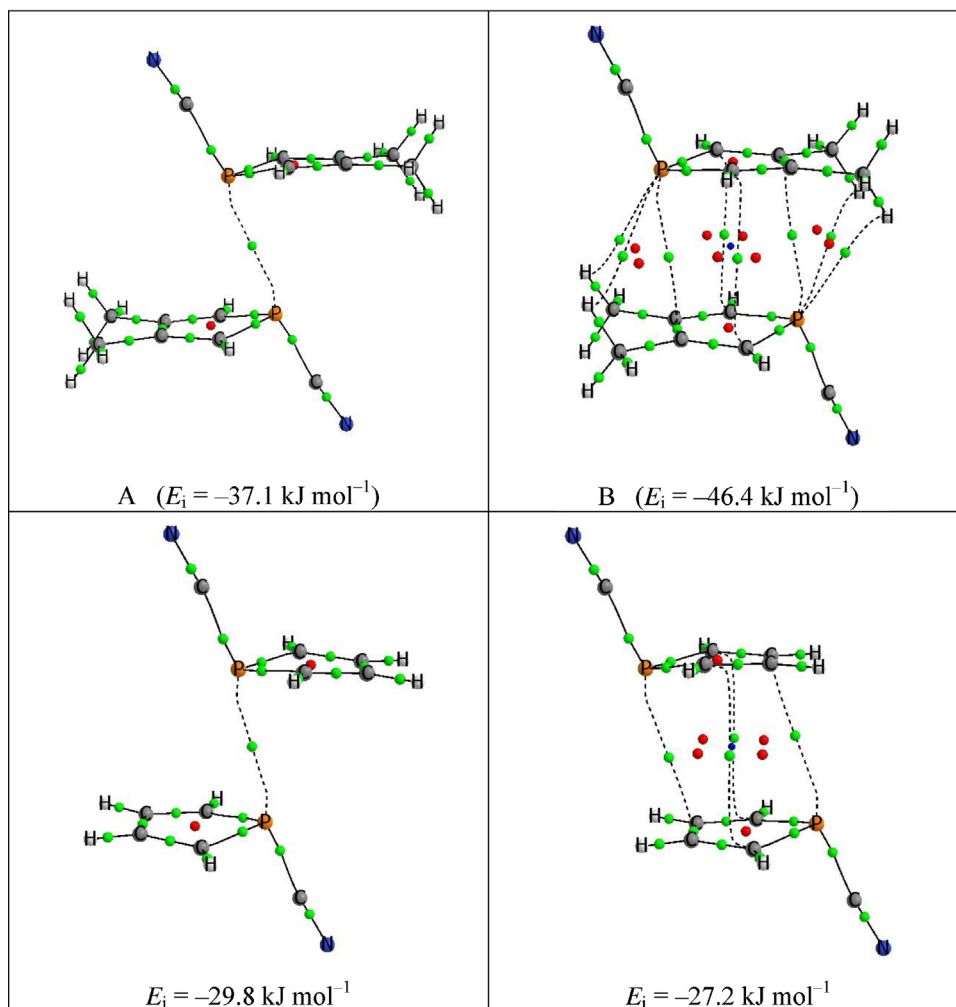 N
C
H
H C C C H H
P H C C C
H H
H
H
H H
C C C P
H C C C
H H H
H
C
N
A (Eᵢ = –37.1 kJ mol⁻¹)
N
C
H
H
C C C H
P C C C
H H H
H
H
H H
C C C P
H C C C H
H
C
N
B (Eᵢ = –46.4 kJ mol⁻¹)
N
C
H C C H
P C C H
H
H H
C C P
H C C
H
C
N
Eᵢ = –29.8 kJ mol⁻¹
N
C
H C C H
P H C C H
H
H C C P
H C C
H
C
N
Eᵢ = –27.2 kJ mol⁻¹